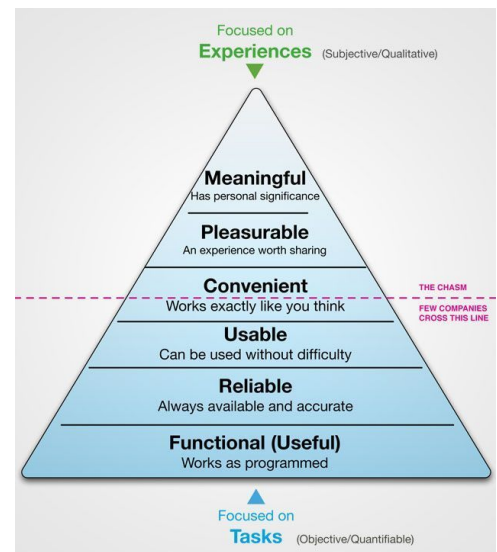 Focused on
Experiences (Subjective/Qualitative)
Meaningful
Has personal significance
Pleasurable
An experience worth sharing
Convenient
THE CHASM
Works exactly like you think
FEW COMPANIES
CROSS THIS LINE
Usable
Can be used without difficulty
Reliable
Always available and accurate
Functional (Useful)
Works as programmed
Focused on
Tasks (Objective/Quantifiable)